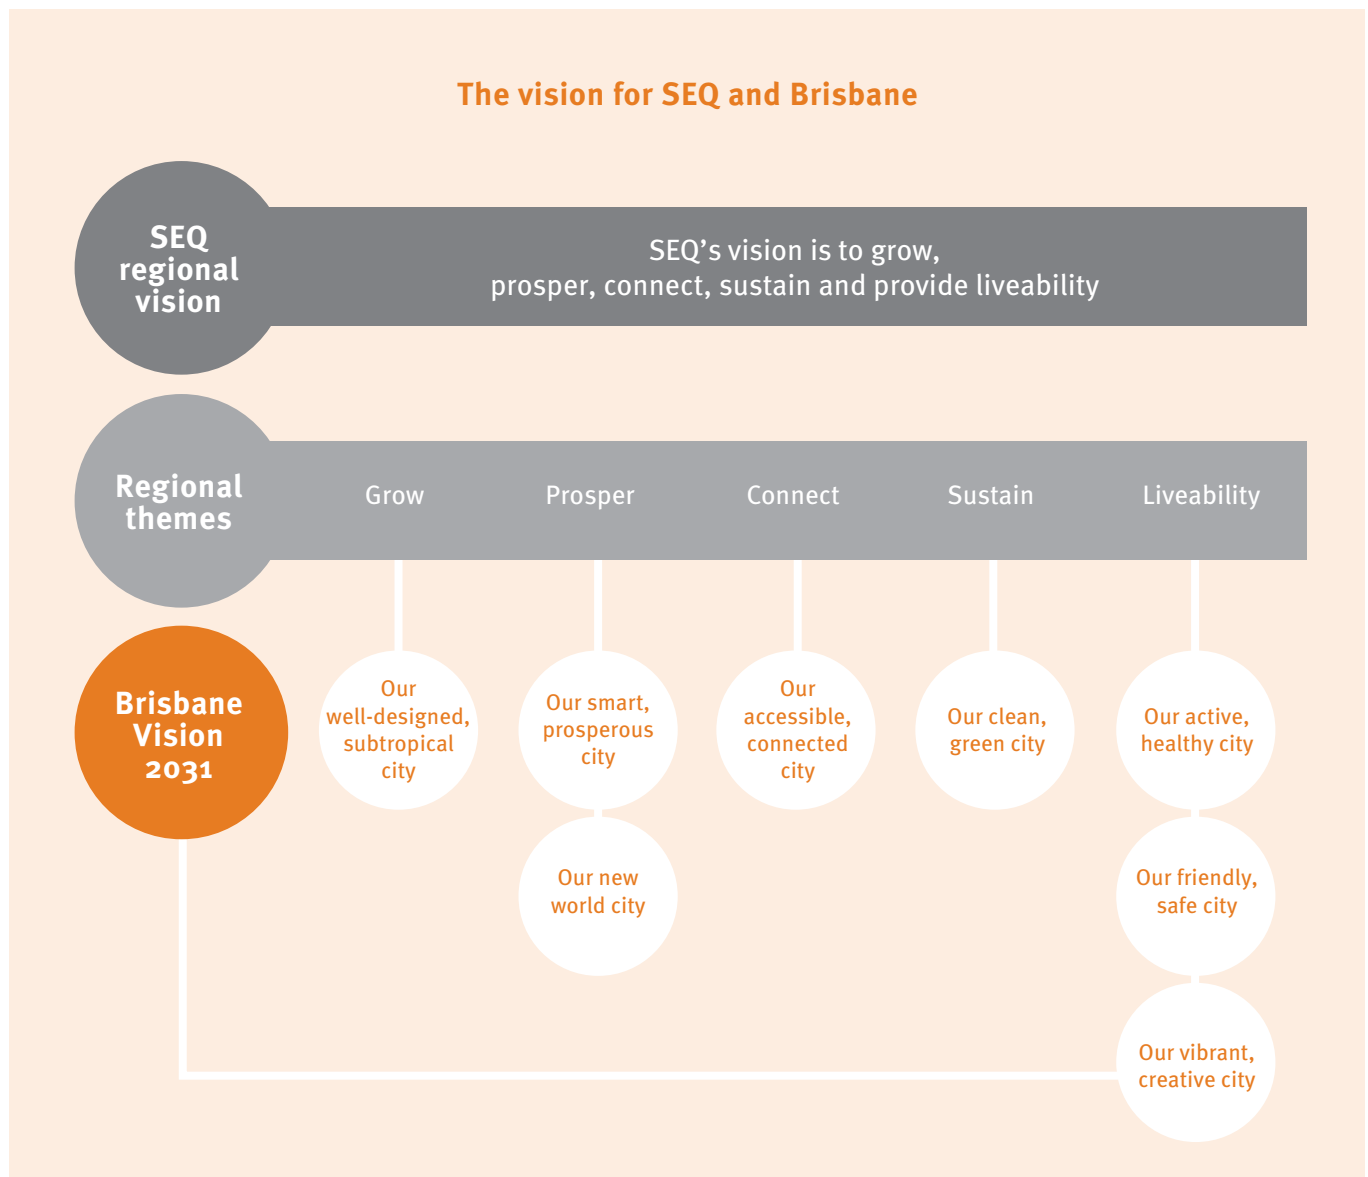 The vision for SEQ and Brisbane
SEQ
regional
vision
SEQ’s vision is to grow,
prosper, connect, sustain and provide liveability
Regional
themes
Grow
Prosper
Connect
Sustain
Liveability
Brisbane
Vision
2031
Our
well-designed,
subtropical
city
Our smart,
prosperous
city
Our
accessible,
connected
city
Our clean,
green city
Our active,
healthy city
Our new
world city
Our friendly,
safe city
Our vibrant,
creative city